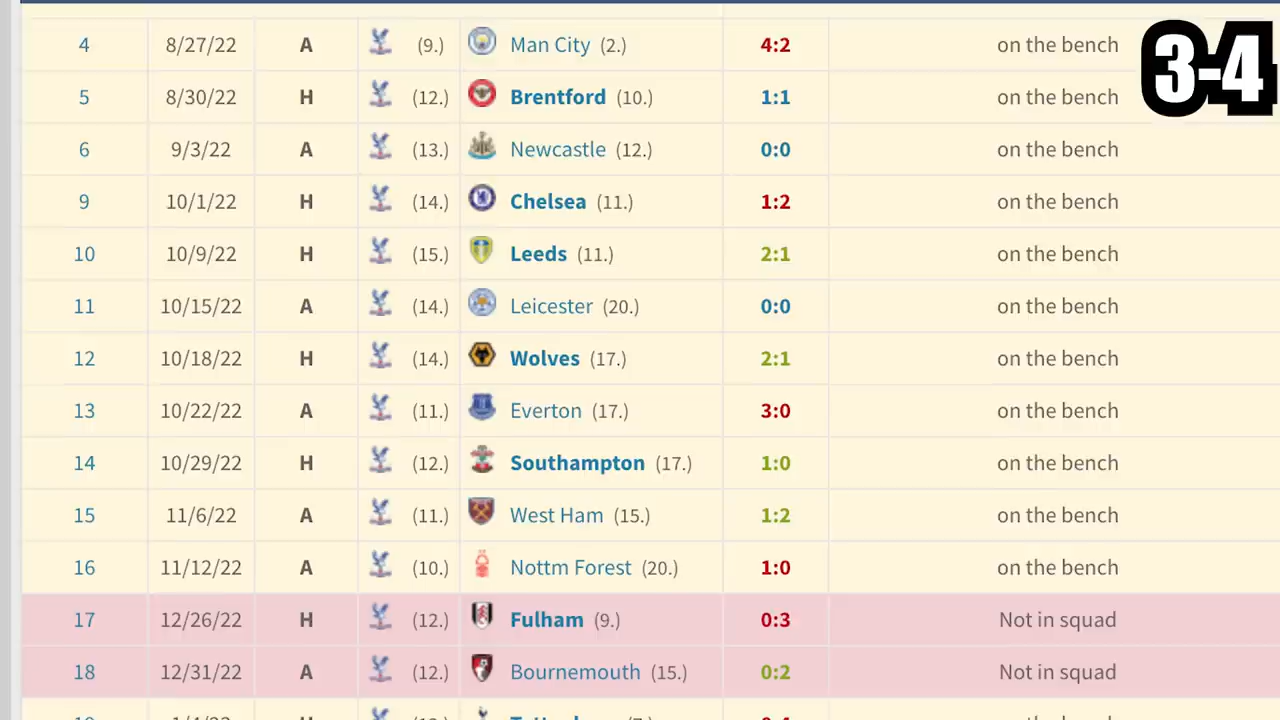 4 8/27/22 A (9.) Man City (2.) 4:2 on the bench
3-4
5 8/30/22 H (12.) Brentford (10.) 1:1 on the bench
6 9/3/22 A (13.) Newcastle (12.) 0:0 on the bench
9 10/1/22 H (14.) Chelsea (11.) 1:2 on the bench
10 10/9/22 H (15.) Leeds (11.) 2:1 on the bench
11 10/15/22 A (14.) Leicester (20.) 0:0 on the bench
12 10/18/22 H (14.) Wolves (17.) 2:1 on the bench
13 10/22/22 A (11.) Everton (17.) 3:0 on the bench
14 10/29/22 H (12.) Southampton (17.) 1:0 on the bench
15 11/6/22 A (11.) West Ham (15.) 1:2 on the bench
16 11/12/22 A (10.) Nottm Forest (20.) 1:0 on the bench
17 12/26/22 H (12.) Fulham (9.) 0:3 Not in squad
18 12/31/22 A (12.) Bournemouth (15.) 0:2 Not in squad